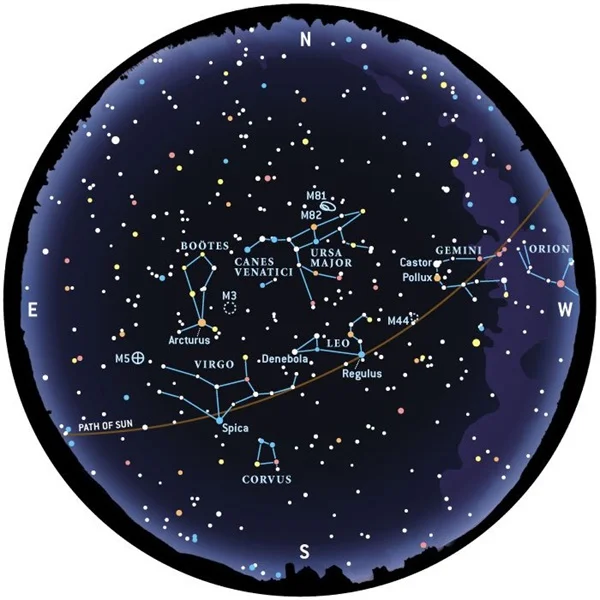 N
M81
M82
BOÖTES
URSA
MAJOR
CANES
VENATICI
GEMINI
ORION
Castor
Pollux
M3
E
W
M44
Arcturus
LEO
M5
VIRGO
Denebola
Regulus
PATH OF SUN
Spica
CORVUS
S